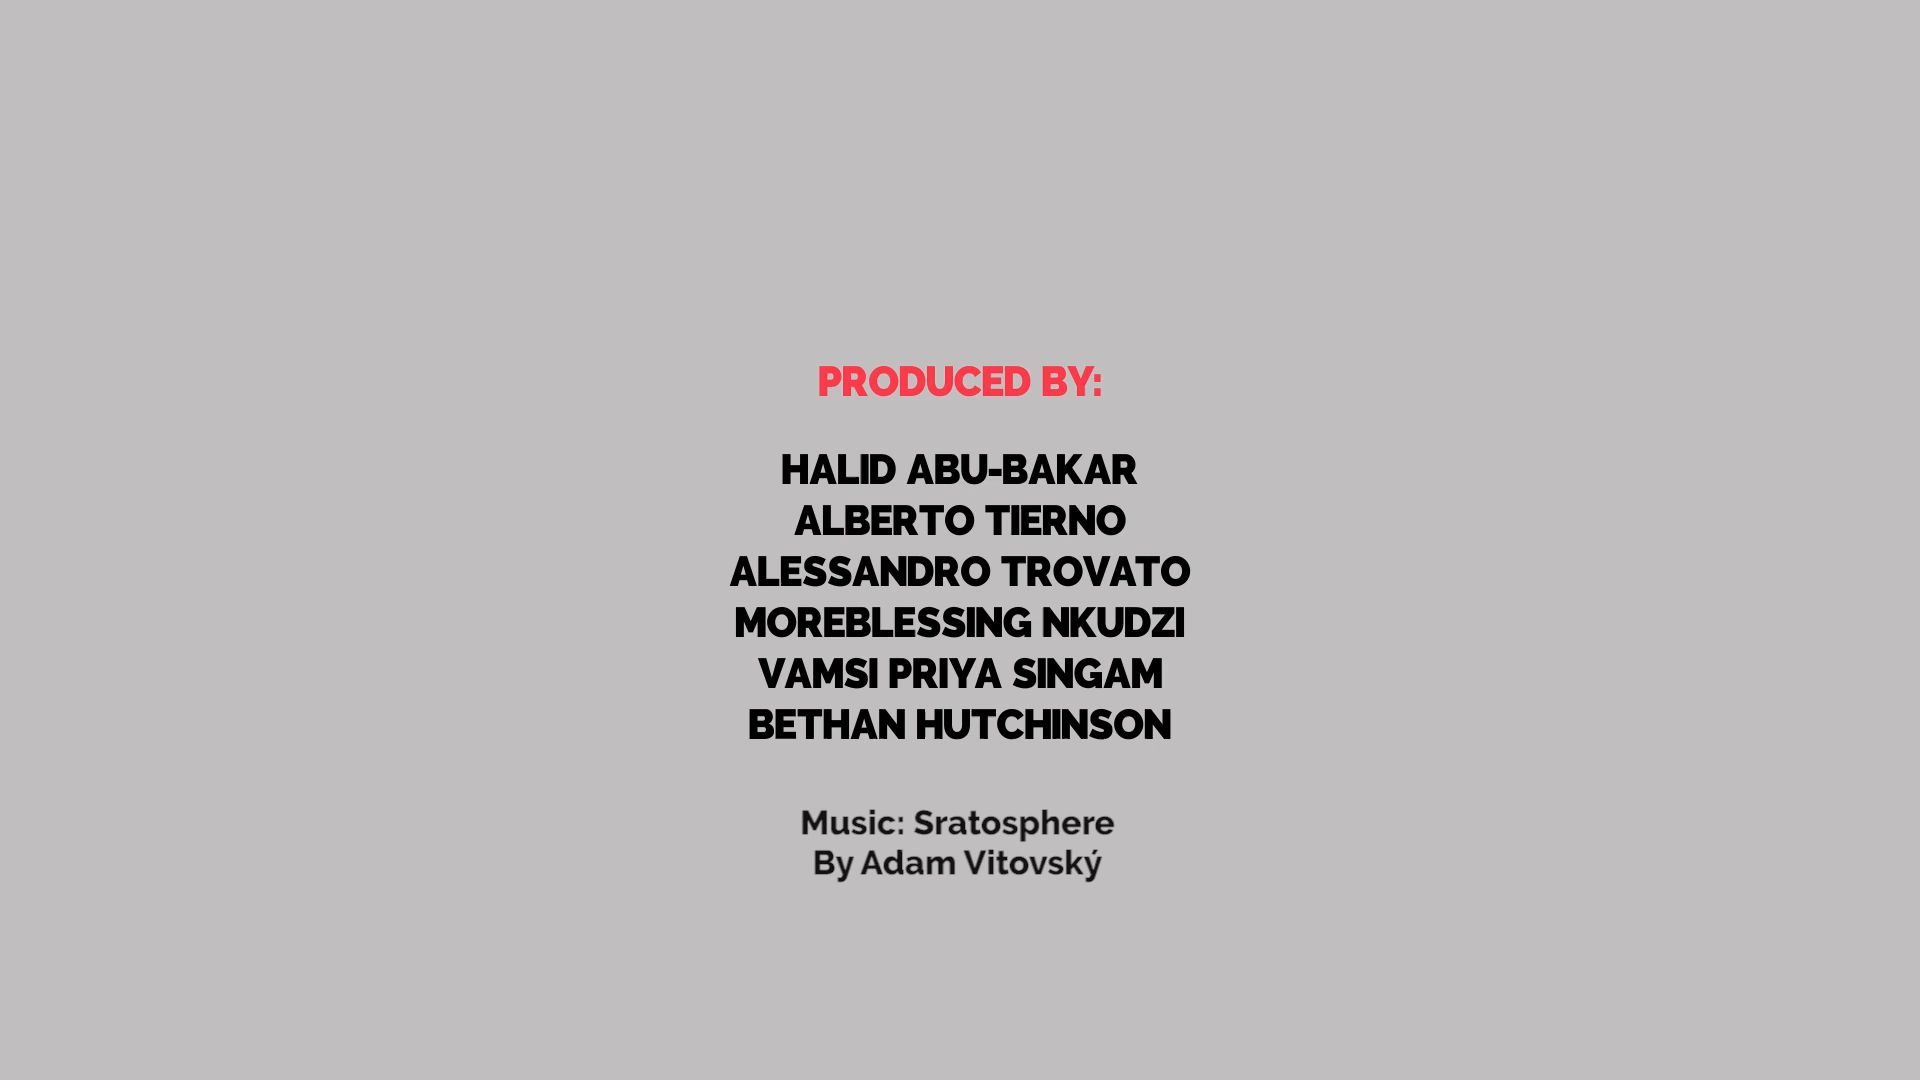 PRODUCED BY:
HALID ABU-BAKAR
ALBERTO TIERNO
ALESSANDRO TROVATO
MOREBLESSING NKUDZI
VAMSI PRIYA SINGAM
BETHAN HUTCHINSON
Music: Sratosphere
By Adam Vitovský